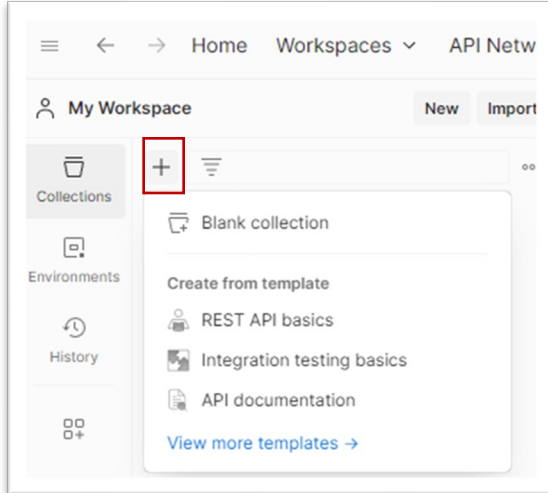 Home Workspaces API Netw
My Workspace New Import
Collections
Blank collection
Environments
Create from template
REST API basics
History
Integration testing basics
API documentation
View more templates →